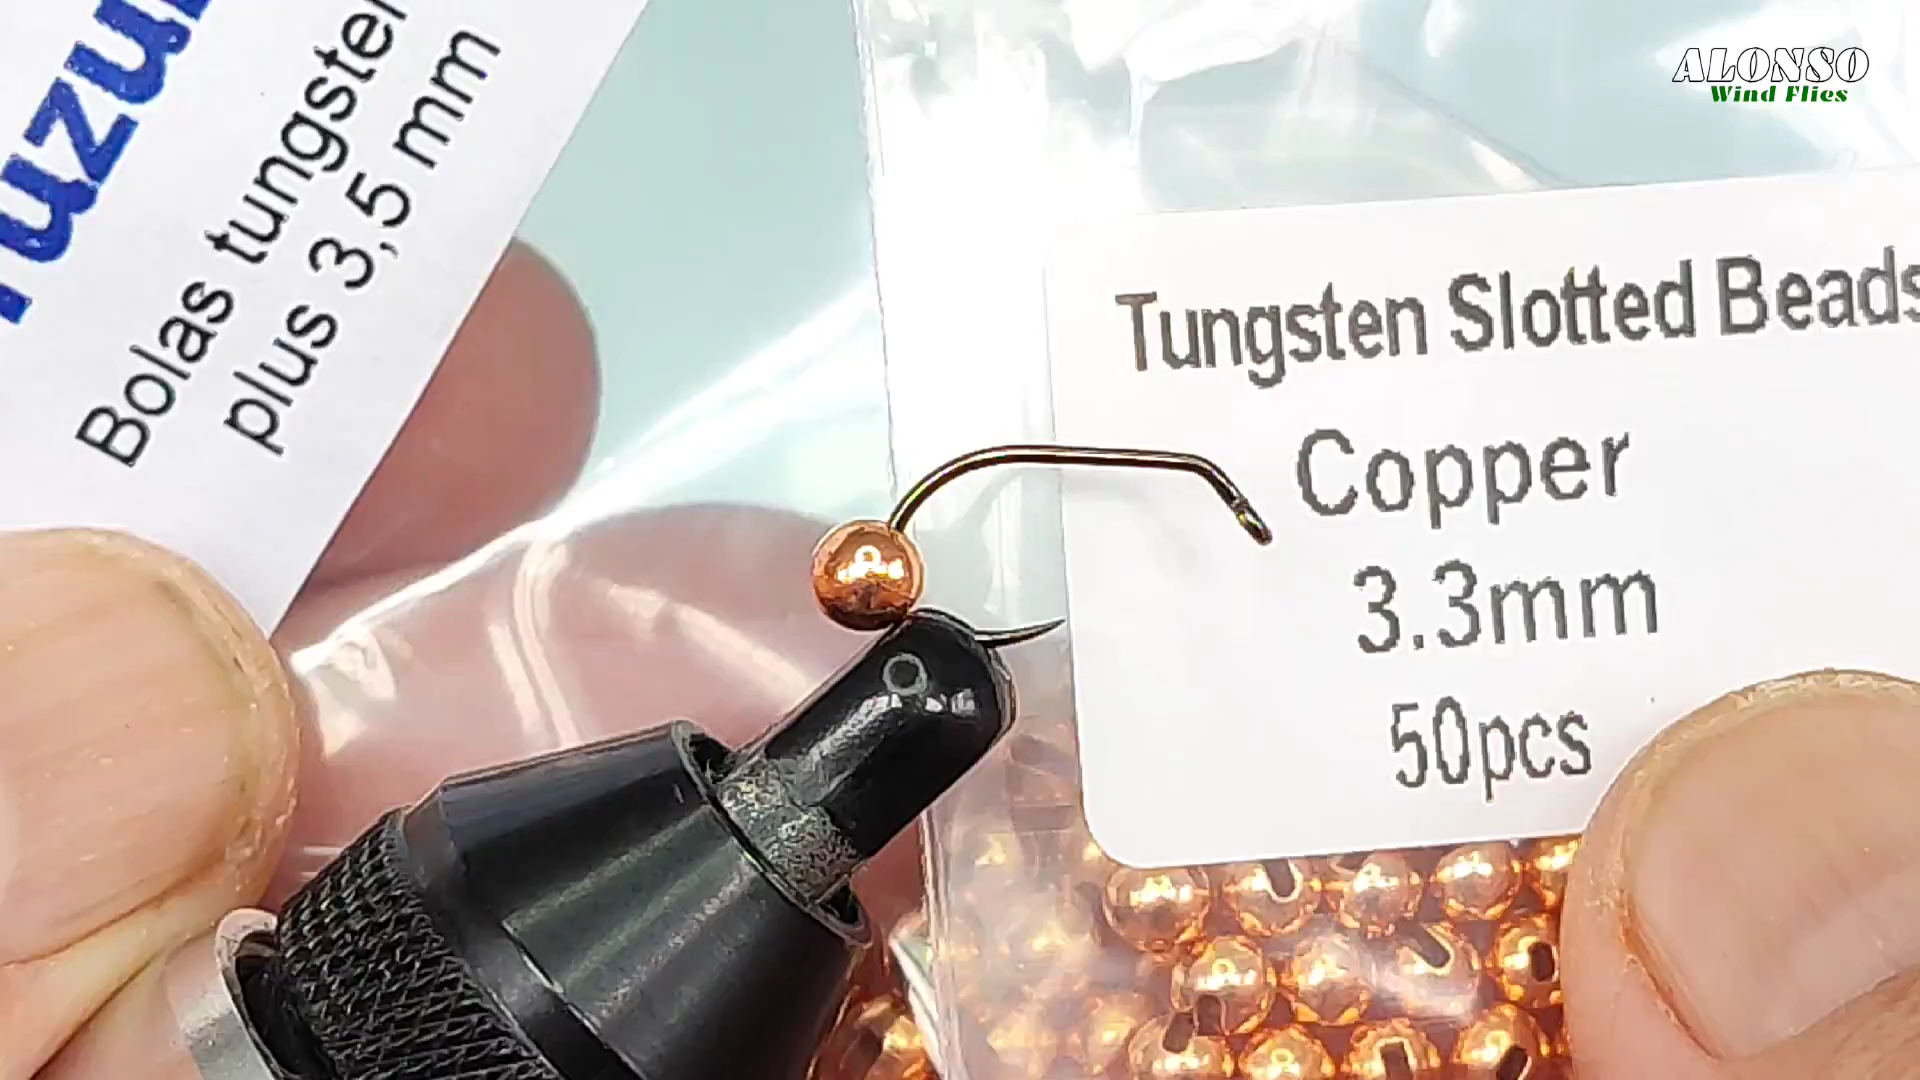 Bolas tungsten
plus 3,5 mm
ALONSO
Wind Flies
Tungsten Slotted Beads
Copper
3.3mm
50pcs